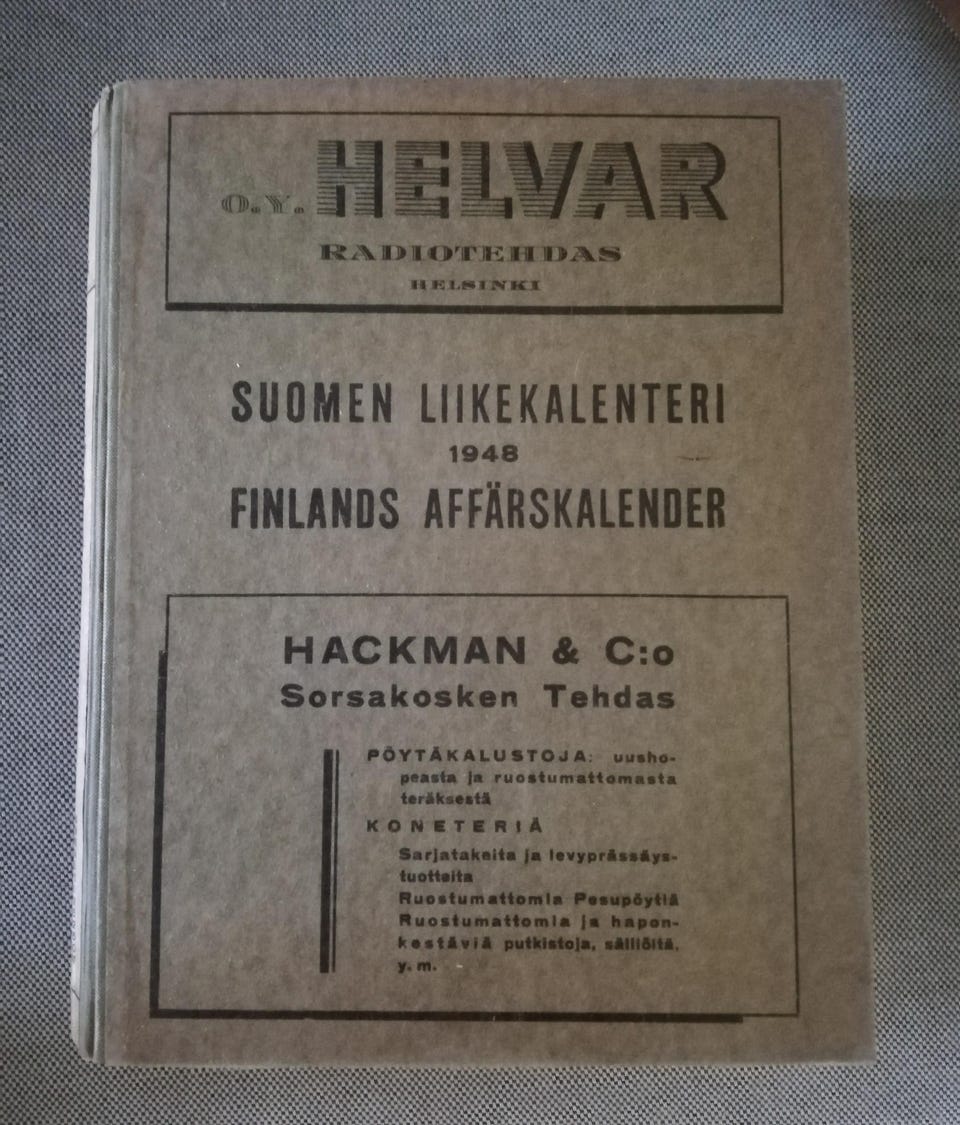 O.Y. HELVAR
RADIOTEHDAS
HELSINKI
SUOMEN LIIKEKALENTERI
1948
FINLANDS AFFÄRSKALENDER
HACKMAN & C:o
Sorsakosken Tehdas
PÖYTÄKALUSTOJA: uusho-
peasta ja ruostumattomasta
teräksestä
KONETERIÄ
Sarjatakeita ja levyprässäys-
tuotteita
Ruostumattomia Pesupöytiä
Ruostumattomia ja hapon-
kestäviä putkistoja, säiliöitä,
y. m.